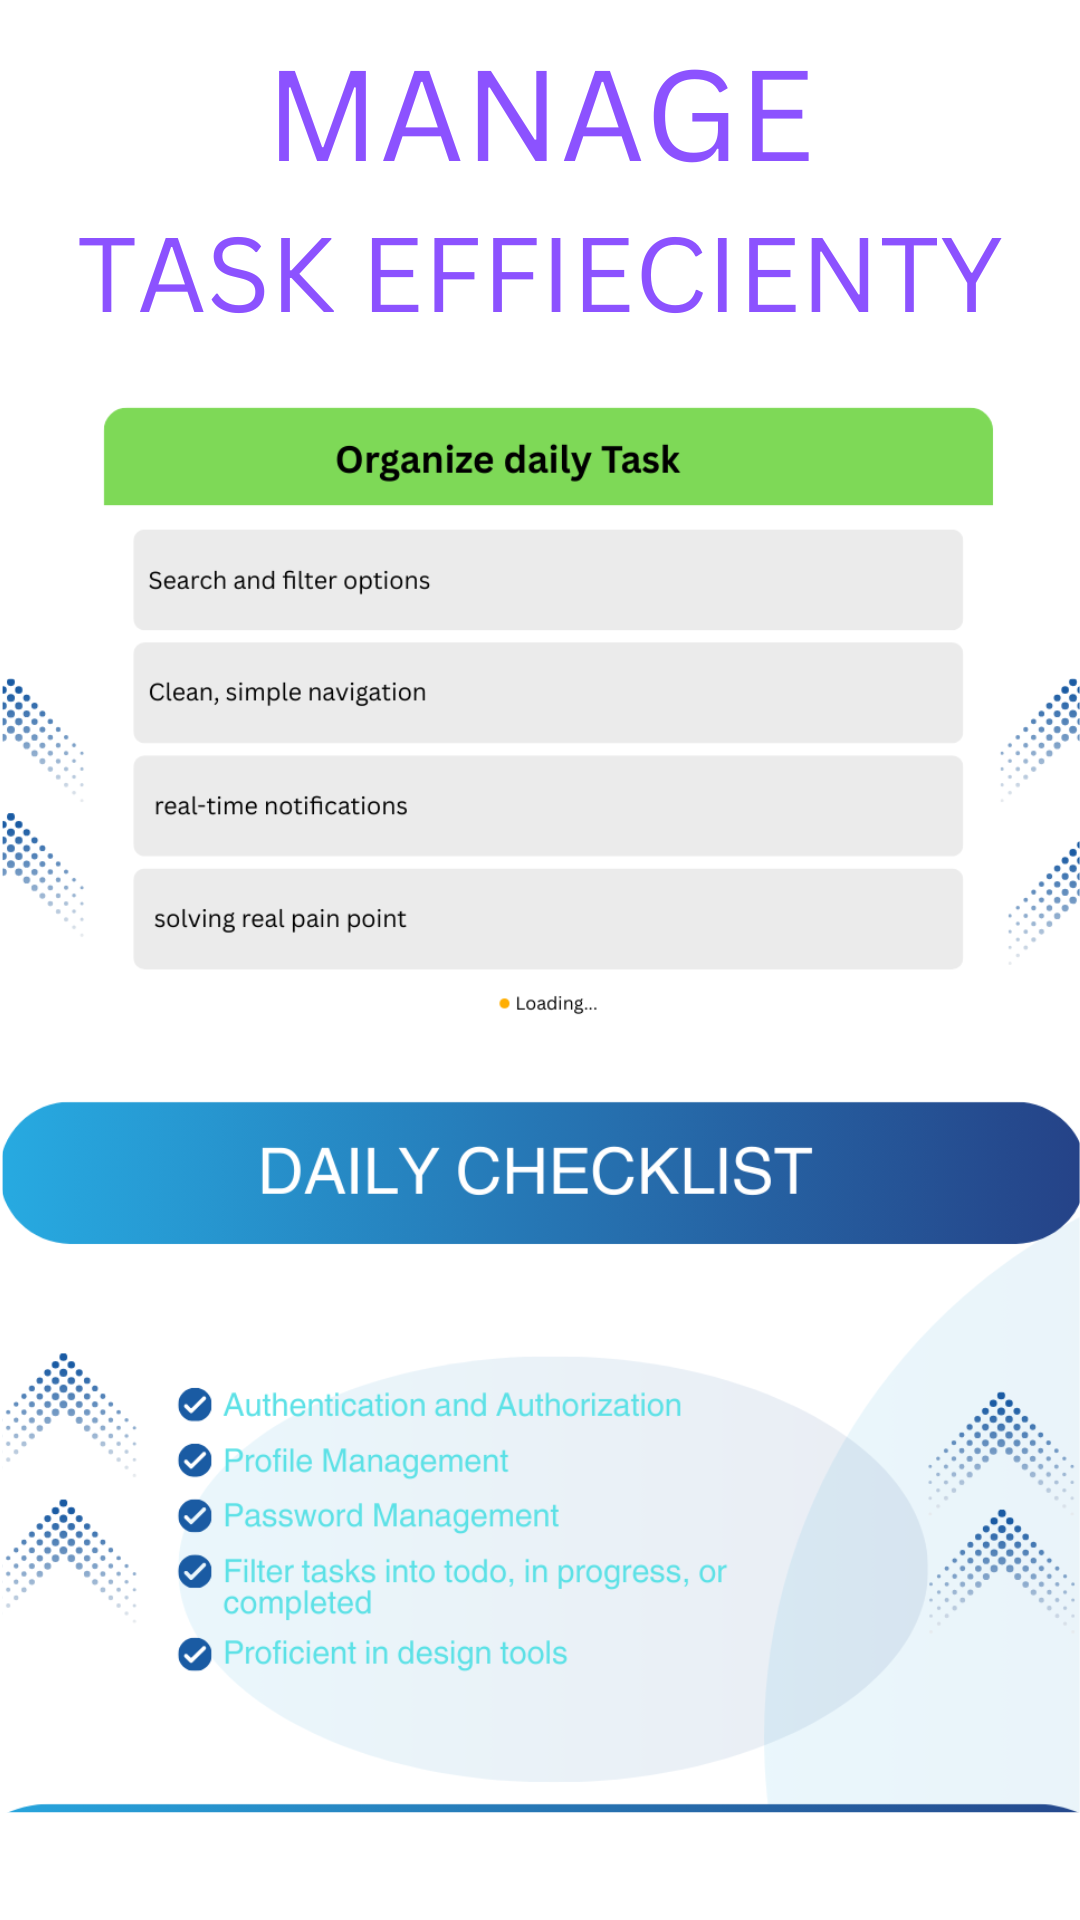 MANAGE
TASK EFFIECIENTY
Organize daily Task
Search and filter options
Clean, simple navigation
real-time notifications
solving real pain point
Loading...
DAILY CHECKLIST
Authentication and Authorization
Profile Management
Password Management
Filter tasks into todo, in progress, or
completed
Proficient in design tools